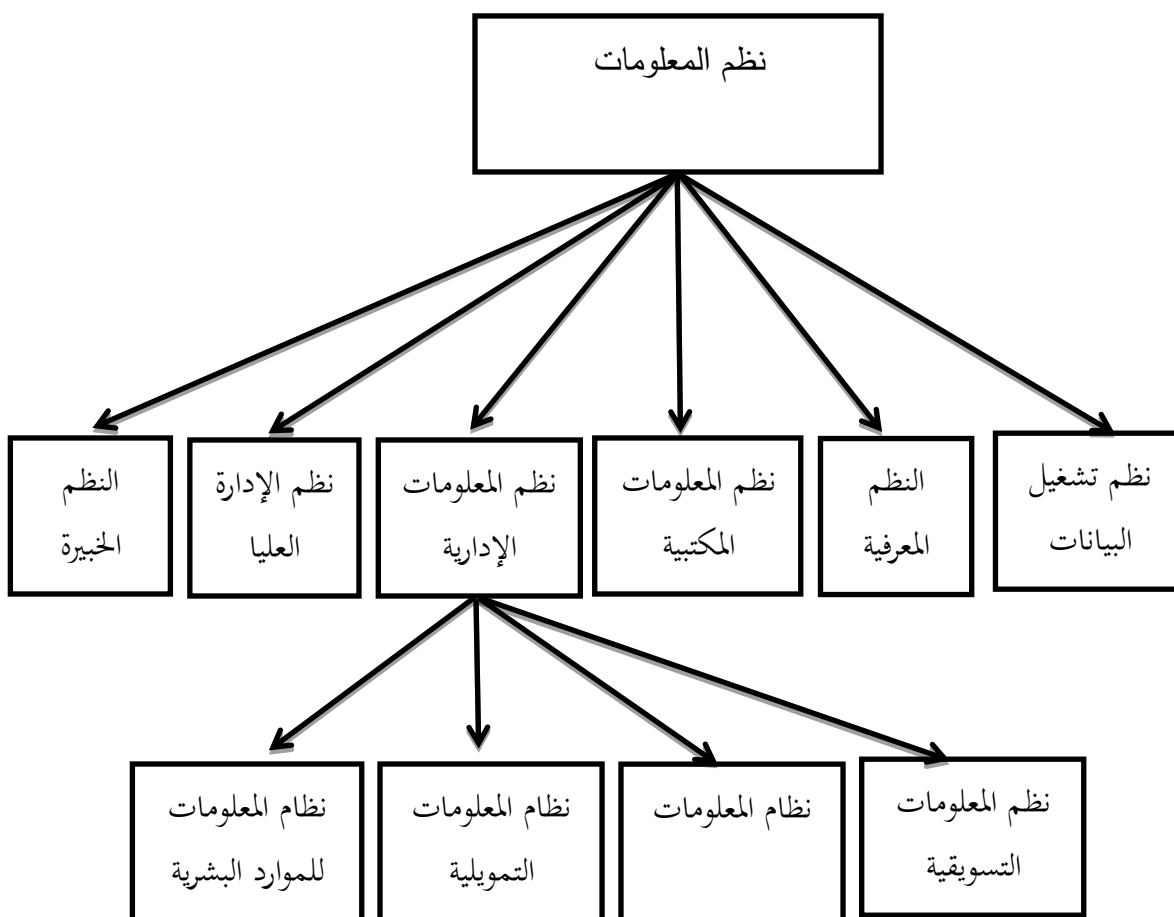 نظم المعلومات
نظم تشغيل
البيانات
النظم
المعرفية
نظم المعلومات
المكتبية
نظم المعلومات
الإدارية
نظم الإدارة
العليا
النظم
الخبيرة
نظم المعلومات
التسويقية
نظام المعلومات
نظام المعلومات
التمويلية
نظام المعلومات
للموارد البشرية